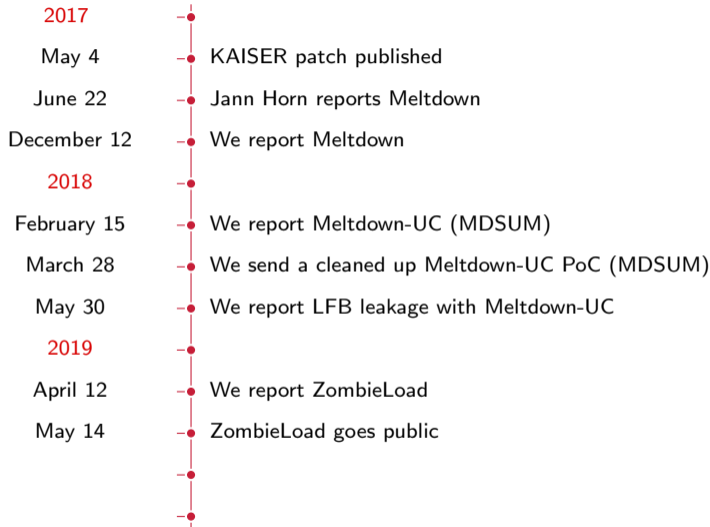 2017
May 4 KAISER patch published
June 22 Jann Horn reports Meltdown
December 12 We report Meltdown
2018
February 15 We report Meltdown-UC (MDSUM)
March 28 We send a cleaned up Meltdown-UC PoC (MDSUM)
May 30 We report LFB leakage with Meltdown-UC
2019
April 12 We report ZombieLoad
May 14 ZombieLoad goes public